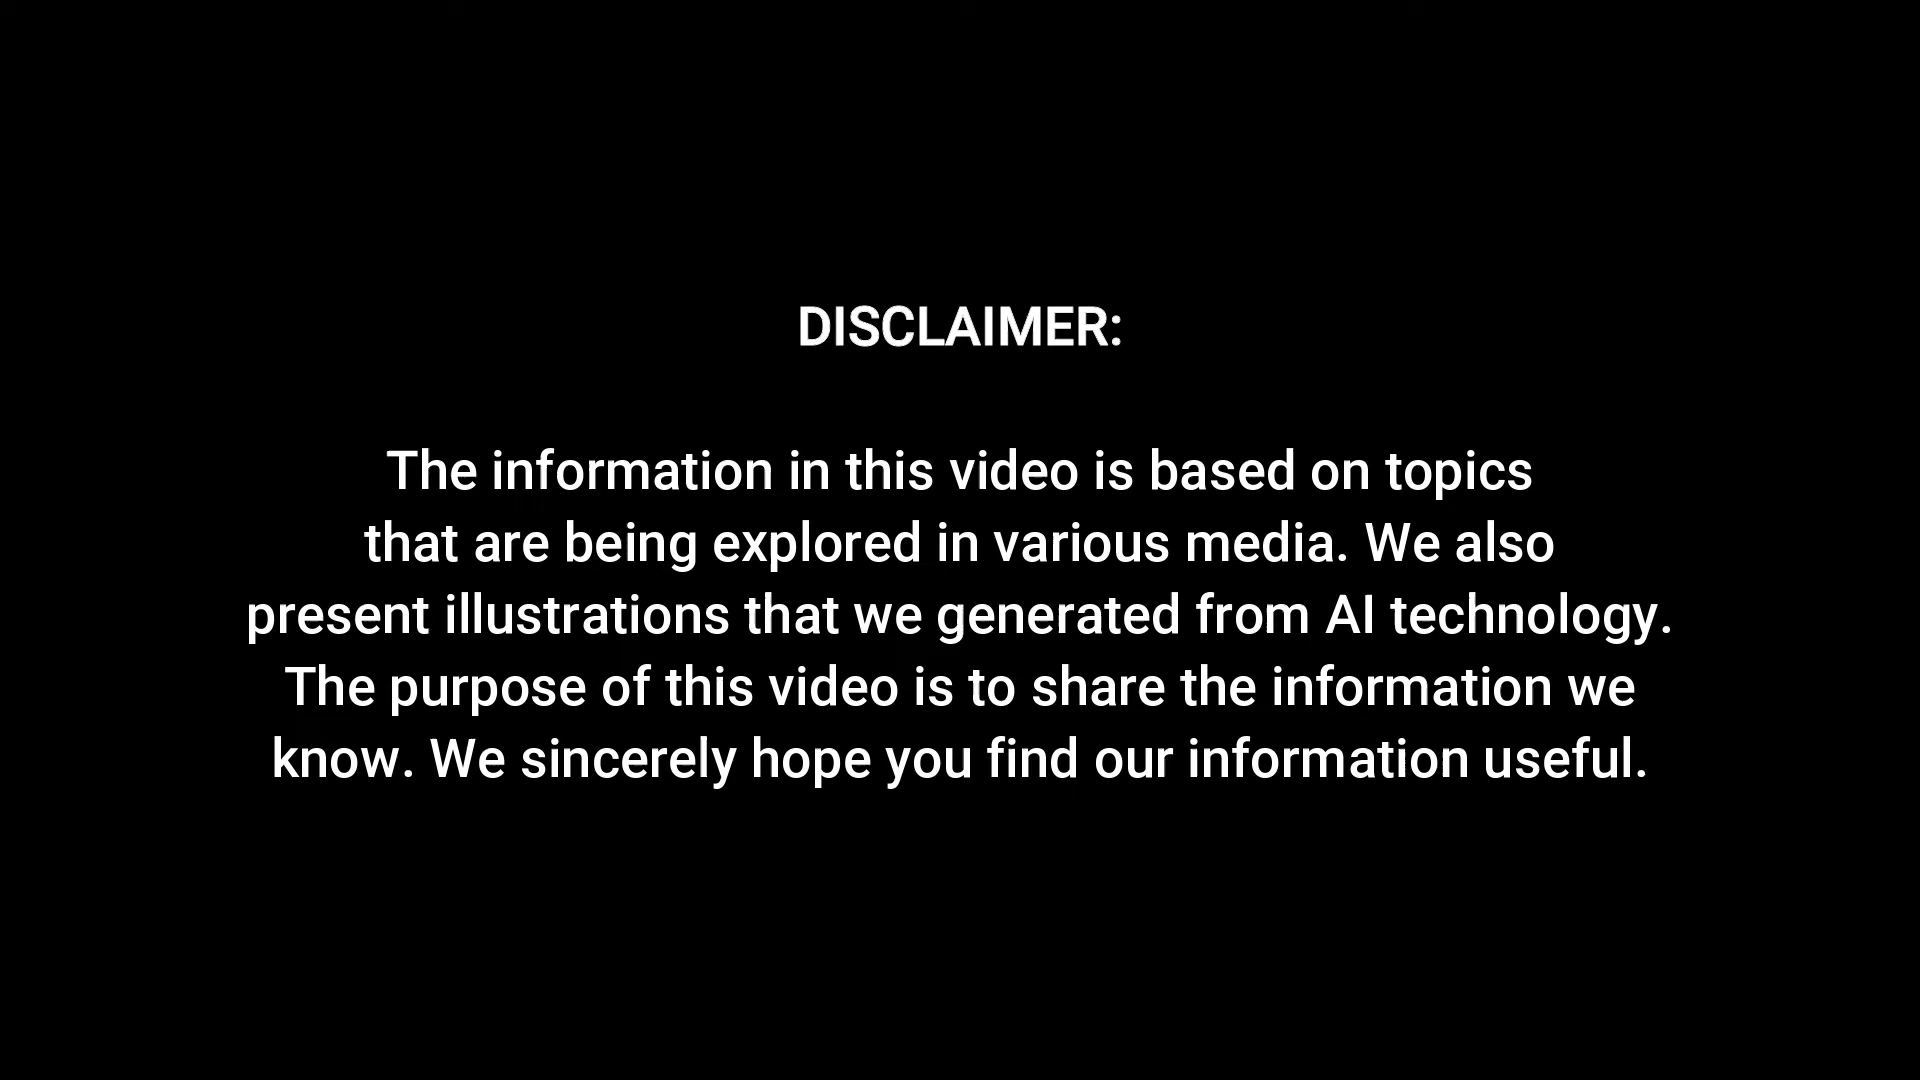 DISCLAIMER:
The information in this video is based on topics
that are being explored in various media. We also
present illustrations that we generated from AI technology.
The purpose of this video is to share the information we
know. We sincerely hope you find our information useful.